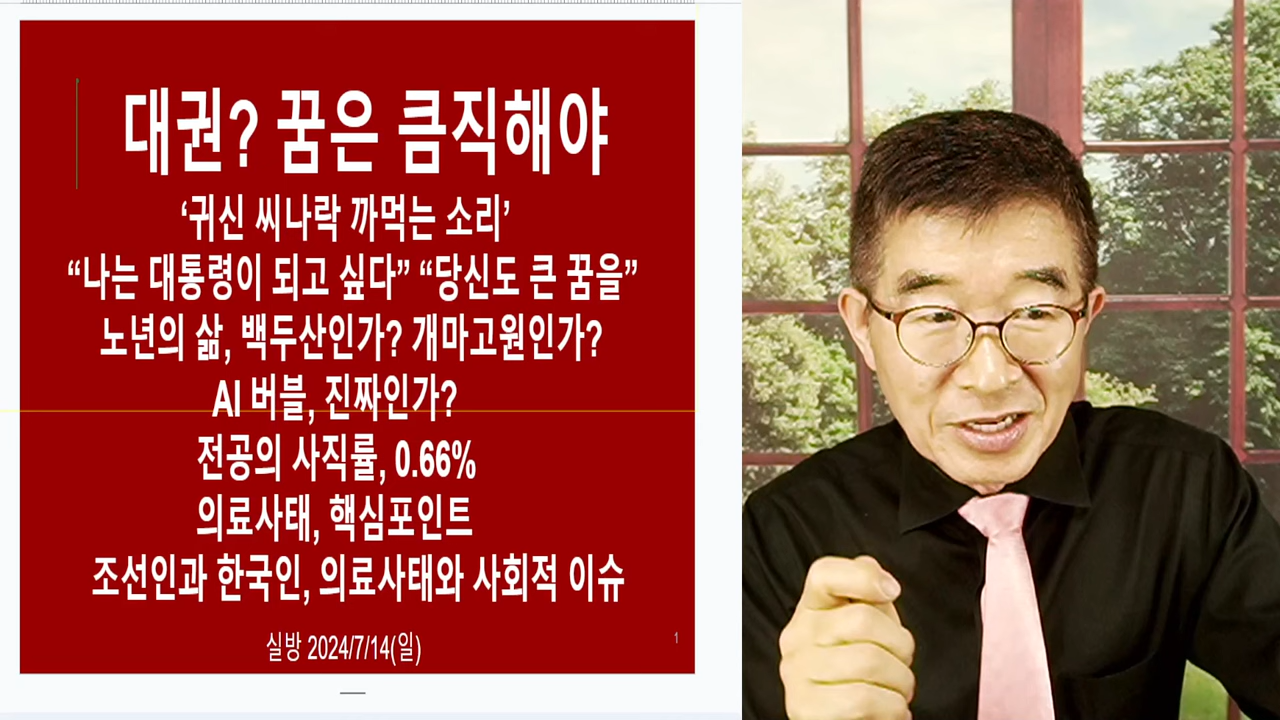 대권? 꿈은 큼직해야
‘귀신 씨나락 까먹는 소리’
“나는 대통령이 되고 싶다” “당신도 큰 꿈을”
노년의 삶, 백두산인가? 개마고원인가?
AI 버블, 진짜인가?
전공의 사직률, 0.66%
의료사태, 핵심포인트
조선인과 한국인, 의료사태와 사회적 이슈
실방 2024/7/14(일)
1